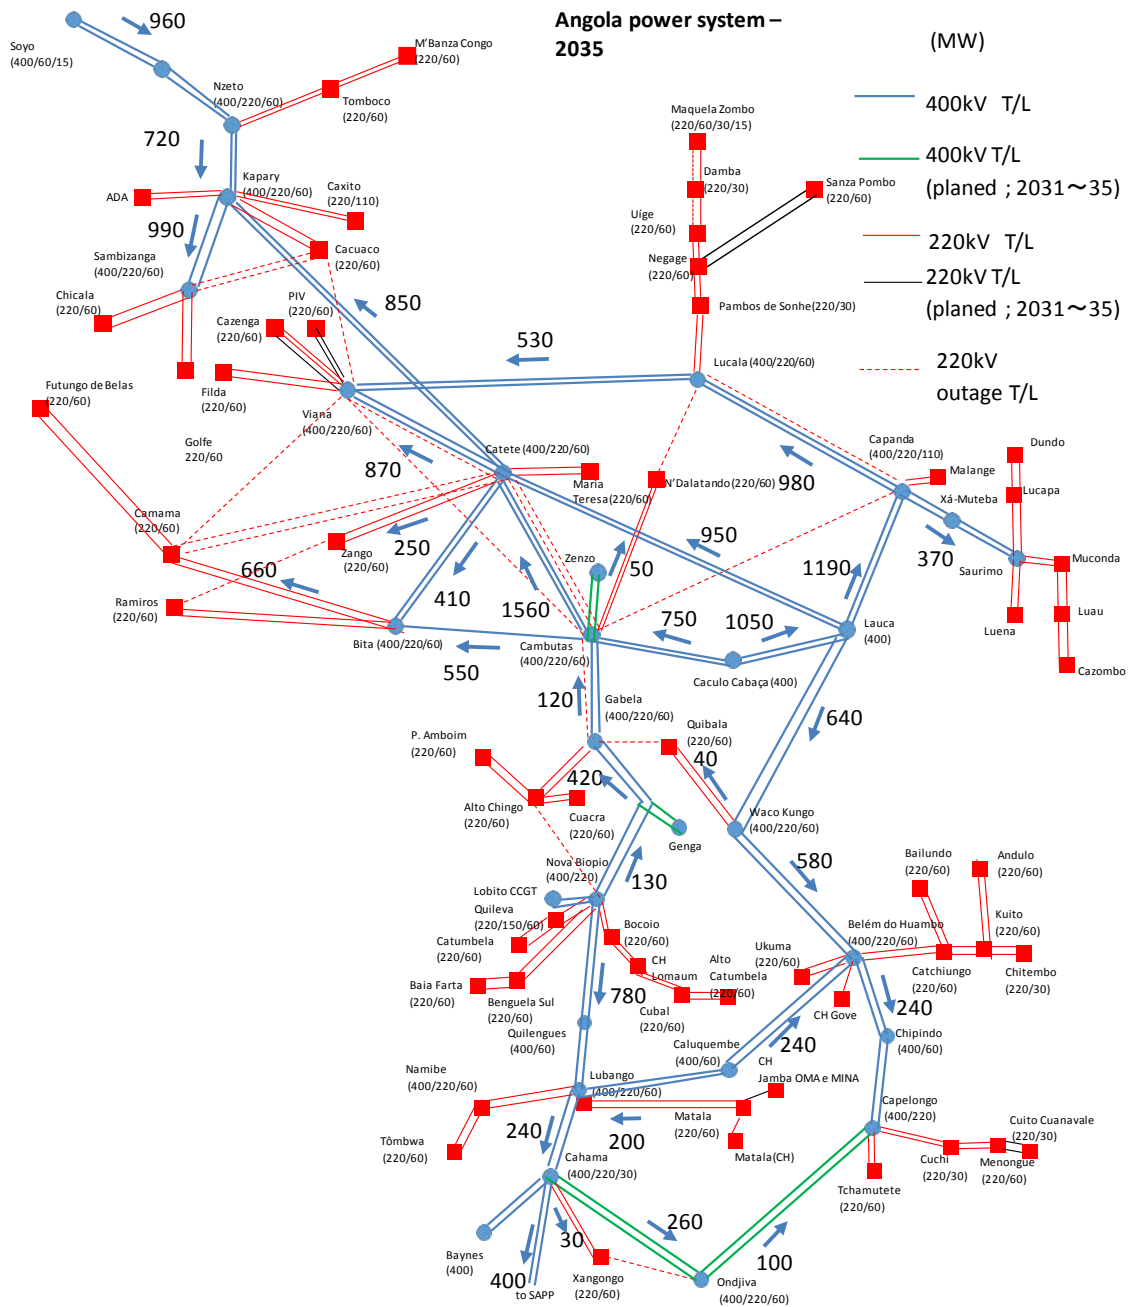 Angola power system –
2035
(MW)
400kV T/L
400kV T/L
(planed ; 2031～35)
220kV T/L
220kV T/L
(planed ; 2031～35)
220kV
outage T/L
960
Soyo
(400/60/15)
M'Banza Congo
(220/60)
Nzeto
(400/220/60)
Tomboco
(220/60)
720
Maquela Zombo
(220/60/30/15)
Damba
(220/30)
Sanza Pombo
(220/60)
Uíge
(220/60)
Negage
(220/60)
Pambos de Sonhe(220/30)
Kapary
(400/220/60)
ADA
Caxito
(220/110)
990
Cacuaco
(220/60)
Sambizanga
(400/220/60)
Chicala
(220/60)
PIV
(220/60)
Cazenga
(220/60)
850
530
Lucala (400/220/60)
Futungo de Belas
(220/60)
Filda
(220/60)
Viana
(400/220/60)
Golfe
220/60
870
Catete (400/220/60)
Maria
Teresa(220/60)
N'Dalatando(220/60)
Capanda
(400/220/110)
Malange
980
Dundo
Lucapa
Xá-Muteba
370
Saurimo
Muconda
Luau
Luena
Cazombo
Camama
(220/60)
Zango
(220/60)
250
660
Ramiros
(220/60)
410
Bita (400/220/60)
1560
Zenzo
50
950
1190
750
1050
Lauca
(400)
Cambutas
(400/220/60)
Caculo Cabaça (400)
550
120
Gabela
(400/220/60)
640
Quibala
(220/60)
40
P. Amboim
(220/60)
420
Alto Chingo
(220/60)
Cuacra
(220/60)
Genga
Waco Kungo
(400/220/60)
580
Nova Biopio
(400/220)
130
Lobito CCGT
Quileva
(220/150/60)
Catumbela
(220/60)
Baia Farta
(220/60)
Benguela Sul
(220/60)
Bocoio
(220/60)
CH
Lomaum
Cubal
(220/60)
Alto
Catumbela
(220/60)
Bailundo
(220/60)
Andulo
(220/60)
Belém do Huambo
(400/220/60)
Kuito
(220/60)
Ukuma
(220/60)
CH Gove
Catchiungo
(220/60)
Chitembo
(220/30)
780
Quilengues
(400/60)
240
Chipindo
(400/60)
Caluquembe
(400/60)
240
CH
Jamba OMA e MINA
Namibe
(400/220/60)
Lubango
(400/220/60)
Tômbwa
(220/60)
240
200
Matala
(220/60)
Matala(CH)
Capelongo
(400/220)
Cuito Cuanavale
(220/30)
Cuchi
(220/30)
Menongue
(220/60)
Tchamutete
(220/60)
Cahama
(400/220/30)
260
30
100
Baynes
(400)
400
to SAPP
Xangongo
(220/60)
Ondjiva
(400/220/60)